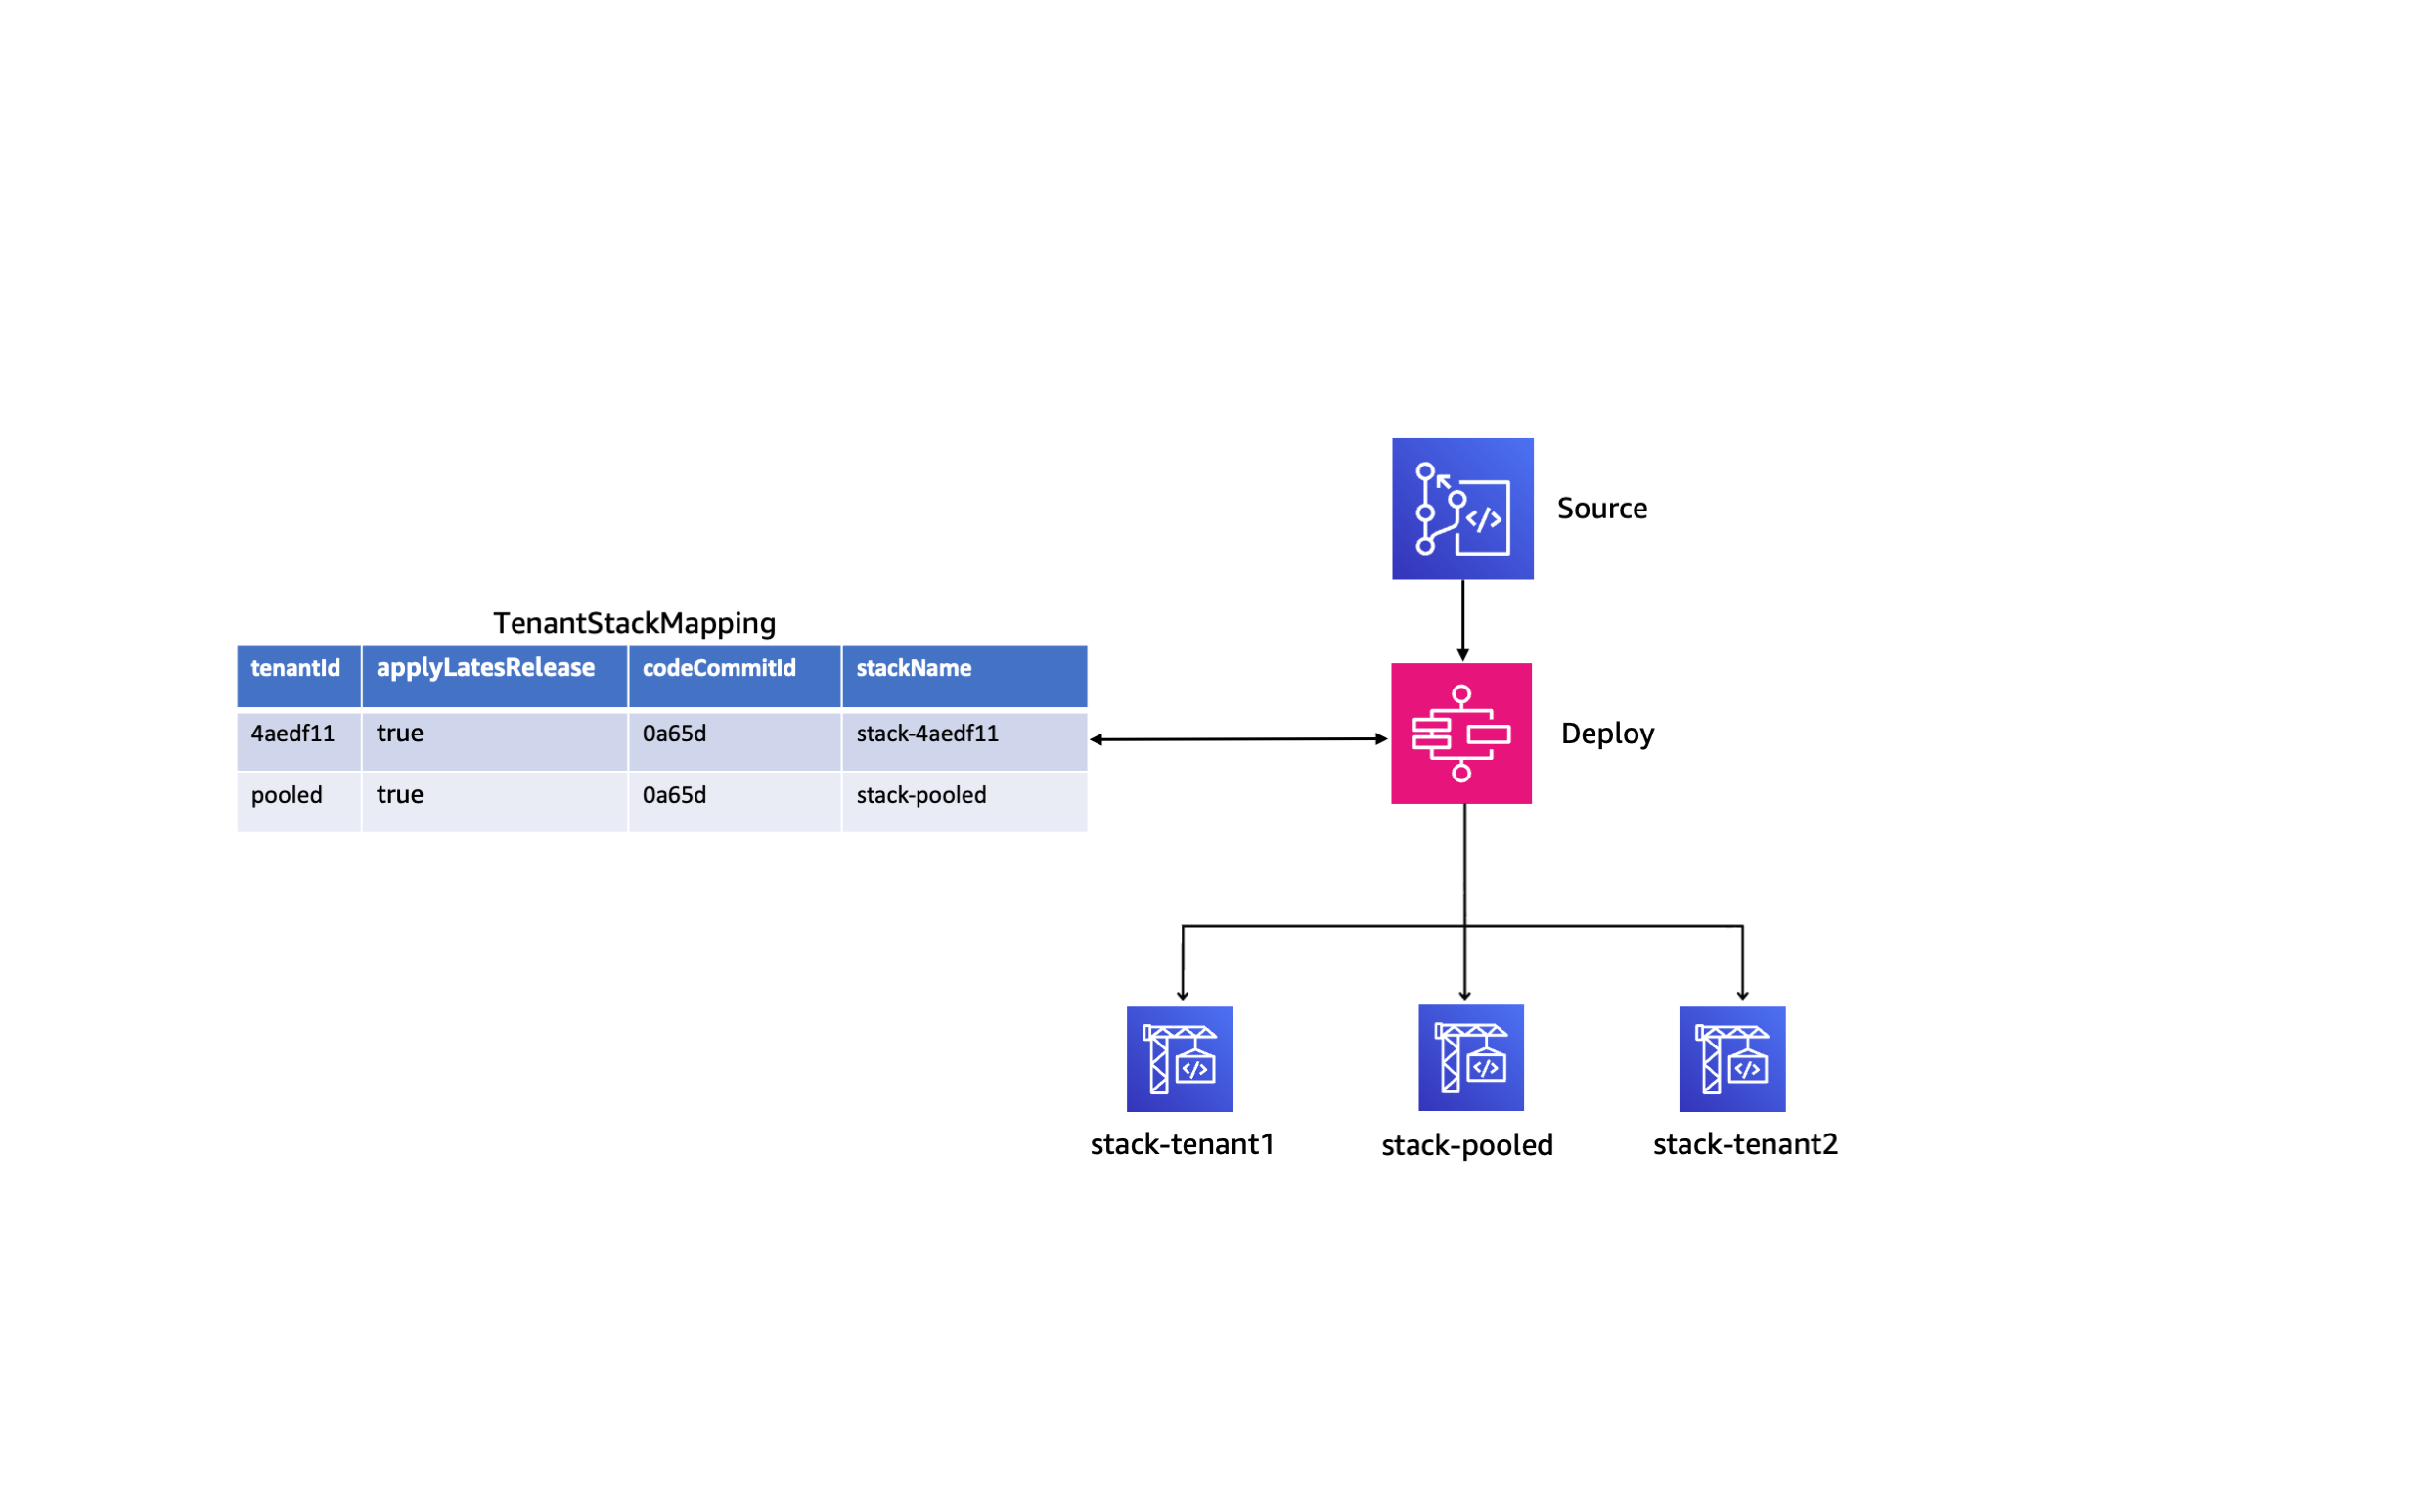 Source
TenantStackMapping
tenantId applyLatesRelease codeCommitId stackName
4aedf11 true 0a65d stack-4aedf11
pooled true 0a65d stack-pooled
Deploy
stack-tenant1 stack-pooled stack-tenant2